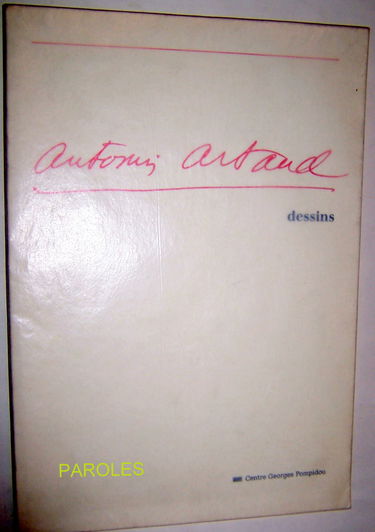 Antonin Artaud
dessins
PAROLES
Centre Georges Pompidou